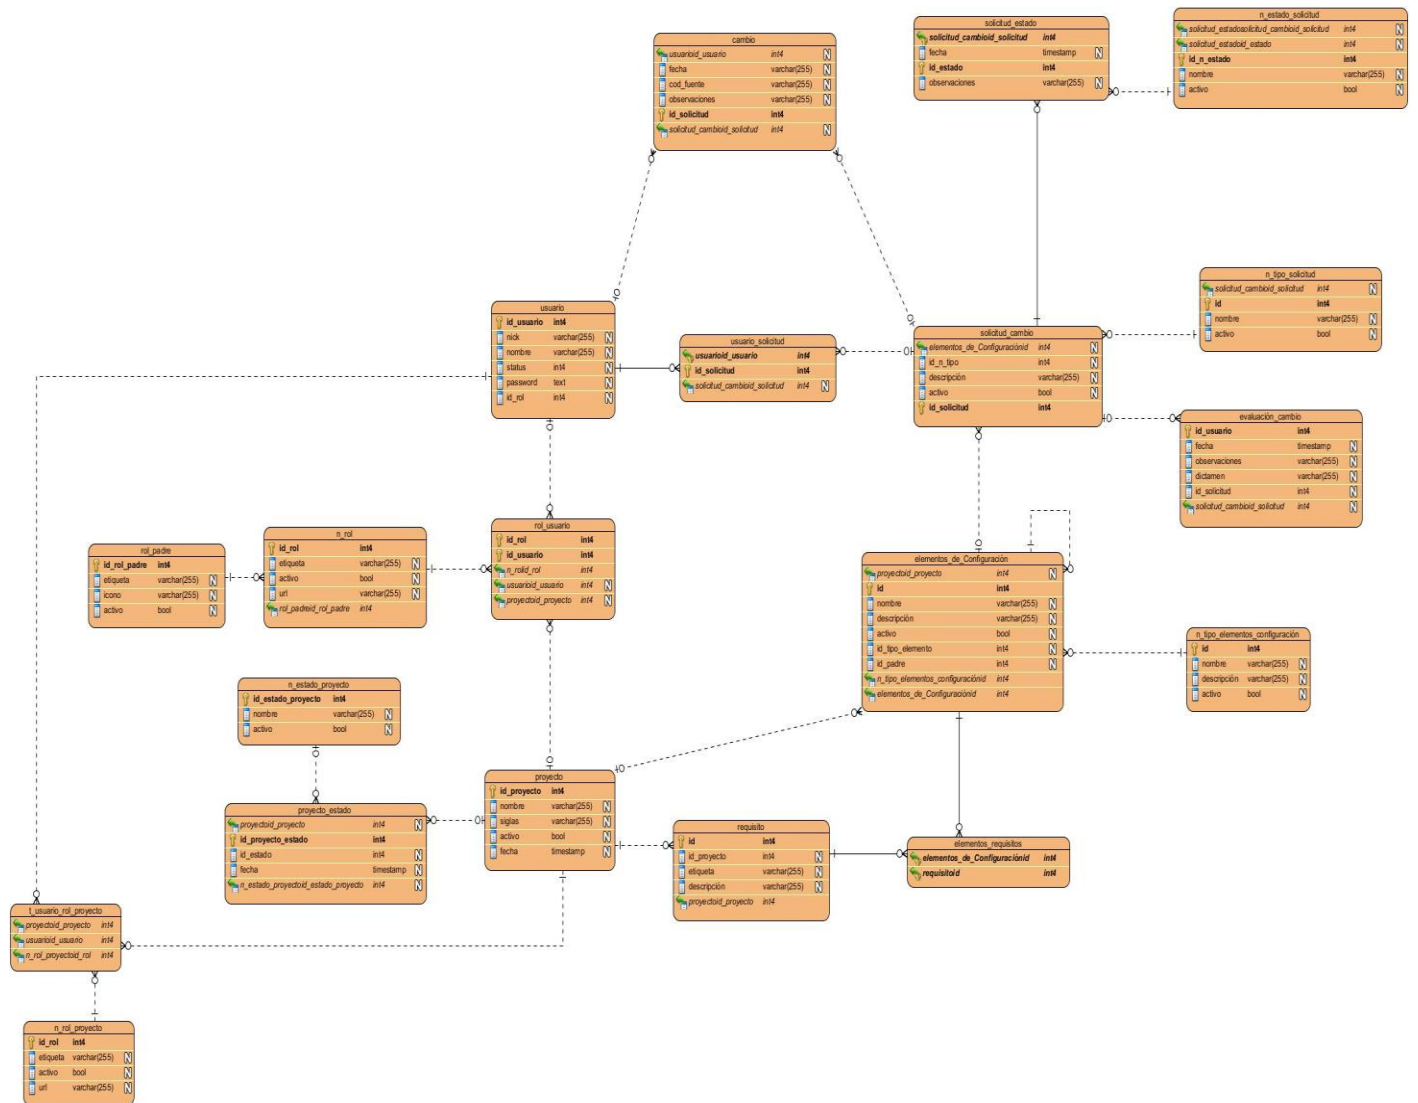 cambio
usuarioid_usuario int4 N
fecha varchar(255) N
cod_fuente varchar(255) N
observaciones varchar(255) N
id_solicitud int4
solicitud_cambioid_solicitud int4 N
solicitud_estado
solicitud_cambioid_solicitud int4
fecha timestamp N
id_estado int4
observaciones varchar(255) N
n_estado_solicitud
solicitud_estadosolicitud_cambioid_solicitud int4 N
solicitud_estadoid_estado int4 N
id_n_estado int4
nombre varchar(255) N
activo bool N
n_tipo_solicitud
solicitud_cambioid_solicitud int4 N
id int4
nombre varchar(255) N
activo bool N
usuario
id_usuario int4
nick varchar(255) N
nombre varchar(255) N
status int4 N
password text N
id_rol int4 N
usuario_solicitud
usuarioid_usuario int4
id_solicitud int4
solicitud_cambioid_solicitud int4 N
solicitud_cambio
elementos_de_Configuraciónid int4 N
id_n_tipo int4 N
descripción varchar(255) N
activo bool N
id_solicitud int4
evaluación_cambio
id_usuario int4
fecha timestamp N
observaciones varchar(255) N
dictamen varchar(255) N
id_solicitud int4 N
solicitud_cambioid_solicitud int4 N
rol_padre
id_rol_padre int4
etiqueta varchar(255) N
icono varchar(255) N
activo bool N
n_rol
id_rol int4
etiqueta varchar(255) N
activo bool N
url varchar(255) N
rol_padreid_rol_padre int4
rol_usuario
id_rol int4
id_usuario int4
n_rolid_rol int4
usuarioid_usuario int4 N
proyectoid_proyecto int4 N
elementos_de_Configuración
proyectoid_proyecto int4 N
id int4
nombre varchar(255) N
descripción varchar(255) N
activo bool N
id_tipo_elemento int4 N
id_padre int4 N
n_tipo_elementos_configuraciónid int4
elementos_de_Configuraciónid int4
n_tipo_elementos_configuración
id int4
nombre varchar(255) N
descripción varchar(255) N
activo bool N
n_estado_proyecto
id_estado_proyecto int4
nombre varchar(255) N
activo bool N
proyecto_estado
proyectoid_proyecto int4 N
id_proyecto_estado int4
id_estado int4 N
fecha timestamp N
n_estado_proyectoid_estado_proyecto int4 N
proyecto
id_proyecto int4
nombre varchar(255) N
siglas varchar(255) N
activo bool N
fecha timestamp N
requisito
id int4
id_proyecto int4 N
etiqueta varchar(255) N
descripción varchar(255) N
proyectoid_proyecto int4
elementos_requisitos
elementos_de_Configuraciónid int4
requisitoid int4
t_usuario_rol_proyecto
proyectoid_proyecto int4
usuarioid_usuario int4
n_rol_proyectoid_rol int4
n_rol_proyecto
id_rol int4
etiqueta varchar(255) N
activo bool N
url varchar(255) N